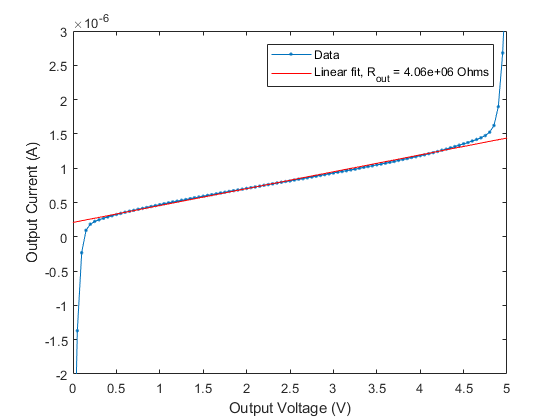 ×10⁻⁶
3
2.5
2
1.5
1
0.5
0
-0.5
-1
-1.5
-2
Output Current (A)
Data
Linear fit, R_out = 4.06e+06 Ohms
0 0.5 1 1.5 2 2.5 3 3.5 4 4.5 5
Output Voltage (V)